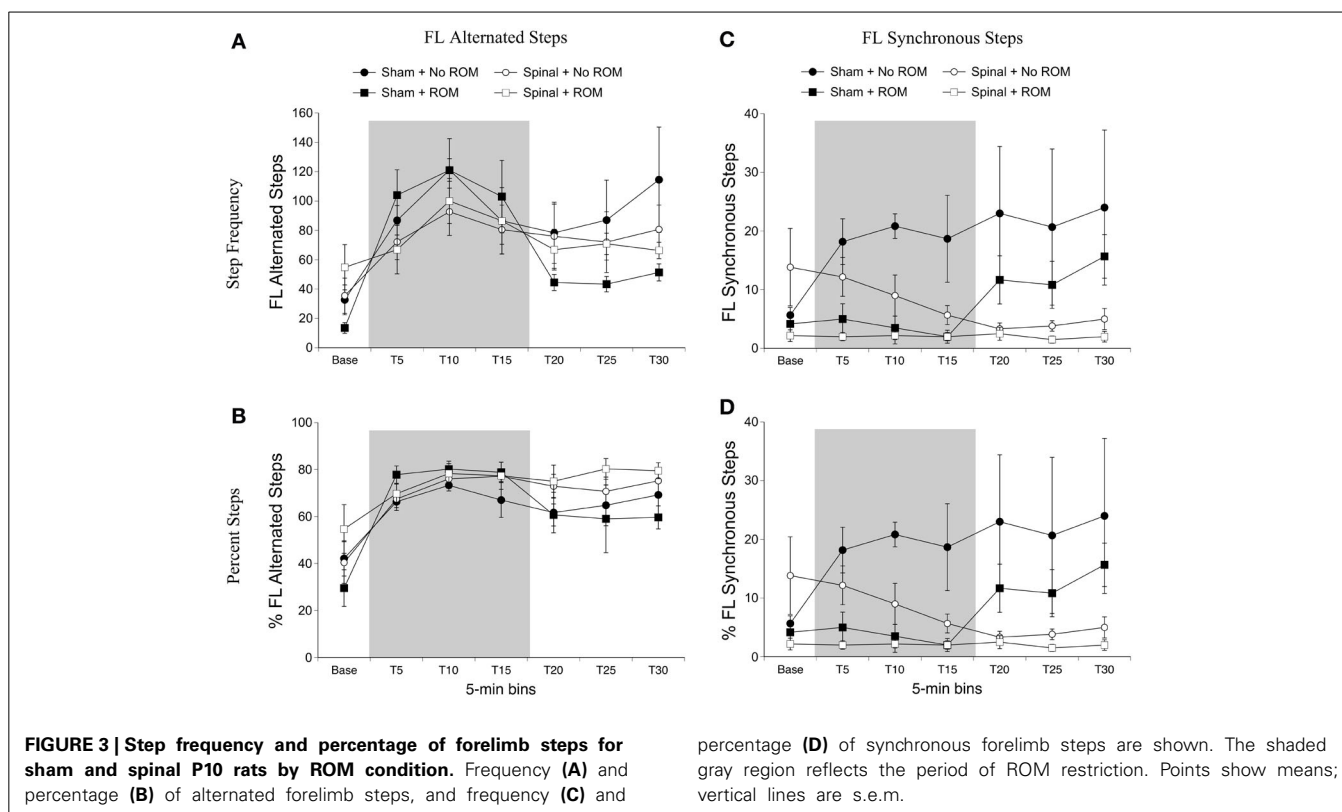 A
FL Alternated Steps
Sham + No ROM Spinal + No ROM
Sham + ROM Spinal + ROM
Step Frequency
FL Alternated Steps
160
140
120
100
80
60
40
20
0
Base T5 T10 T15 T20 T25 T30
B
Percent Steps
% FL Alternated Steps
100
80
60
40
20
0
Base T5 T10 T15 T20 T25 T30
5-min bins
C
FL Synchronous Steps
Sham + No ROM Spinal + No ROM
Sham + ROM Spinal + ROM
FL Synchronous Steps
40
30
20
10
0
Base T5 T10 T15 T20 T25 T30
D
% FL Synchronous Steps
40
30
20
10
0
Base T5 T10 T15 T20 T25 T30
5-min bins
FIGURE 3 | Step frequency and percentage of forelimb steps for
sham and spinal P10 rats by ROM condition. Frequency (A) and
percentage (B) of alternated forelimb steps, and frequency (C) and
percentage (D) of synchronous forelimb steps are shown. The shaded
gray region reflects the period of ROM restriction. Points show means;
vertical lines are s.e.m.